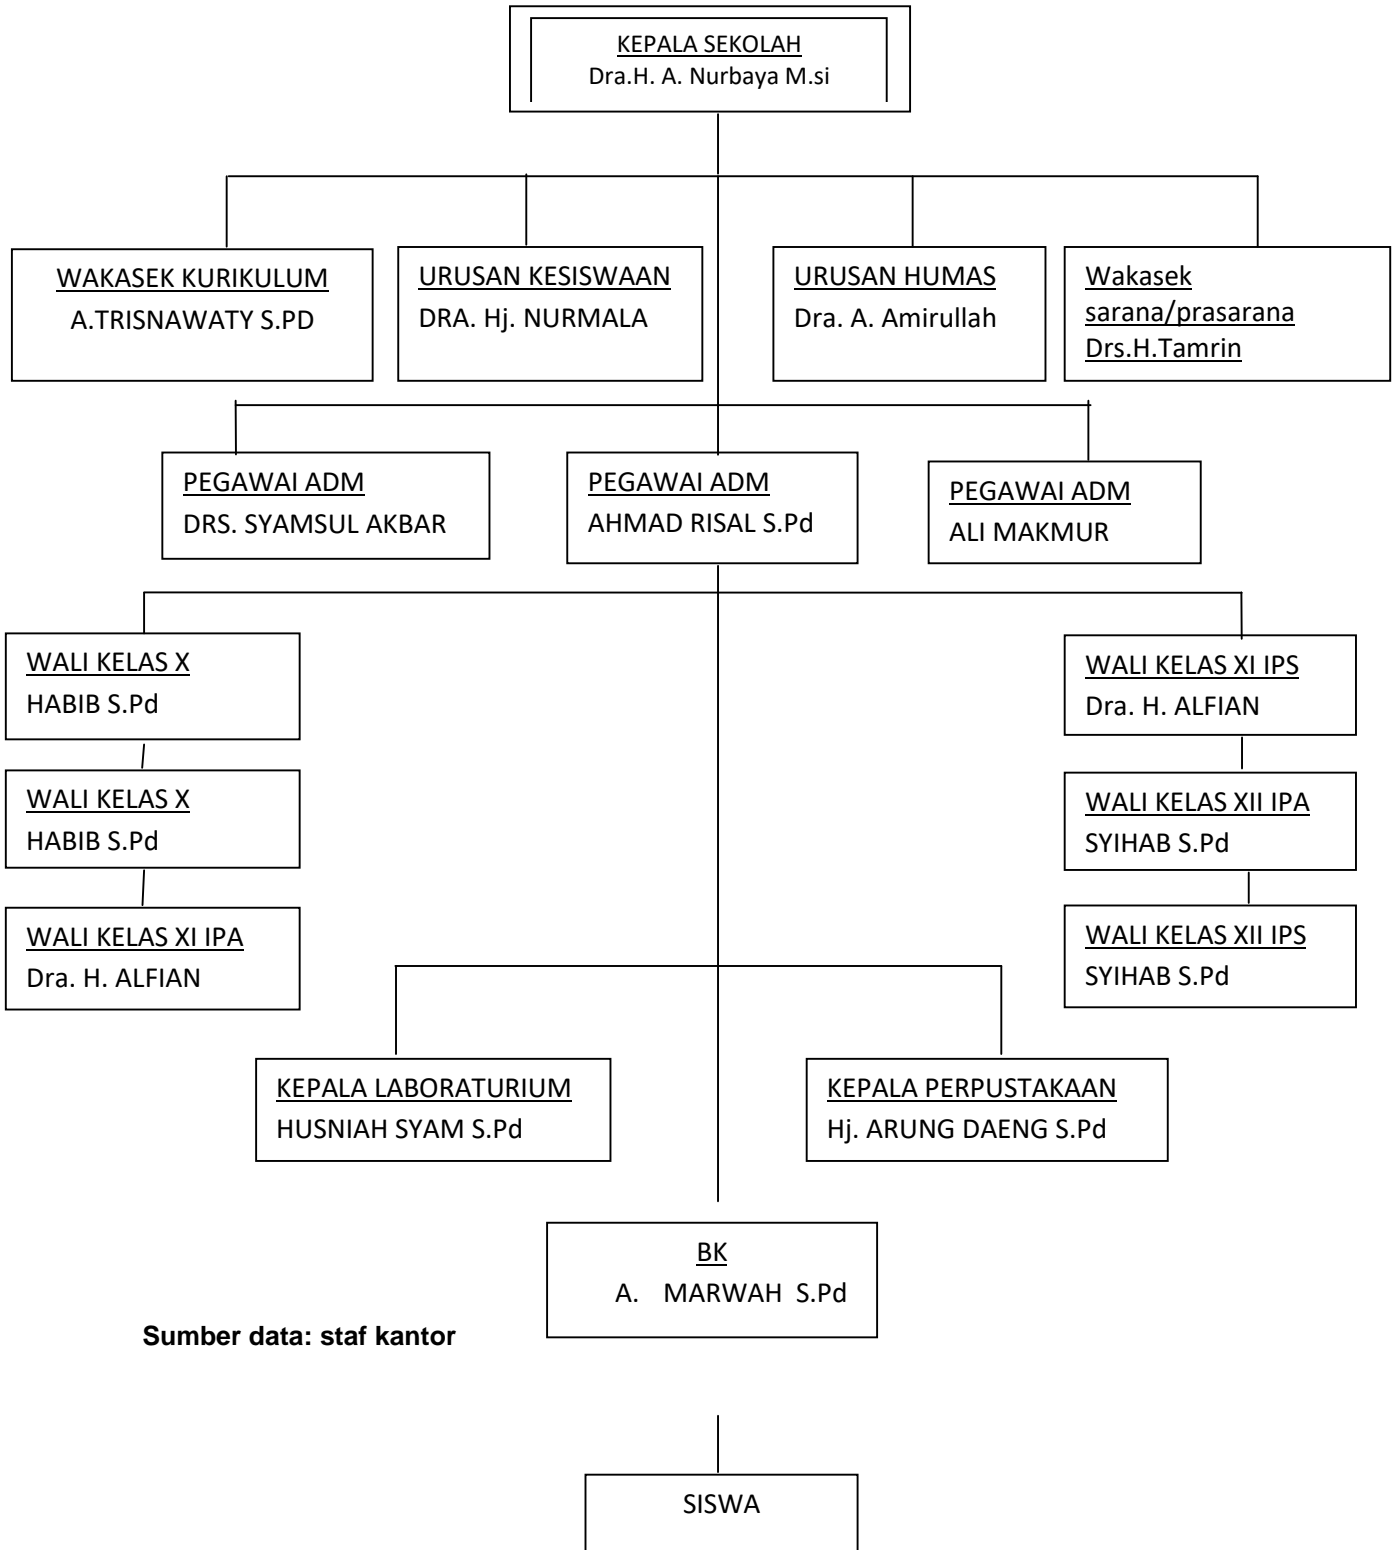 KEPALA SEKOLAH
Dra.H. A. Nurbaya M.si
WAKASEK KURIKULUM
A.TRISNAWATY S.PD
URUSAN KESISWAAN
DRA. Hj. NURMALA
URUSAN HUMAS
Dra. A. Amirullah
Wakasek
sarana/prasarana
Drs.H.Tamrin
PEGAWAI ADM
DRS. SYAMSUL AKBAR
PEGAWAI ADM
AHMAD RISAL S.Pd
PEGAWAI ADM
ALI MAKMUR
WALI KELAS X
HABIB S.Pd
WALI KELAS XI IPS
Dra. H. ALFIAN
WALI KELAS X
HABIB S.Pd
WALI KELAS XII IPA
SYIHAB S.Pd
WALI KELAS XI IPA
Dra. H. ALFIAN
WALI KELAS XII IPS
SYIHAB S.Pd
KEPALA LABORATURIUM
HUSNIAH SYAM S.Pd
KEPALA PERPUSTAKAAN
Hj. ARUNG DAENG S.Pd
BK
A. MARWAH S.Pd
Sumber data: staf kantor
SISWA